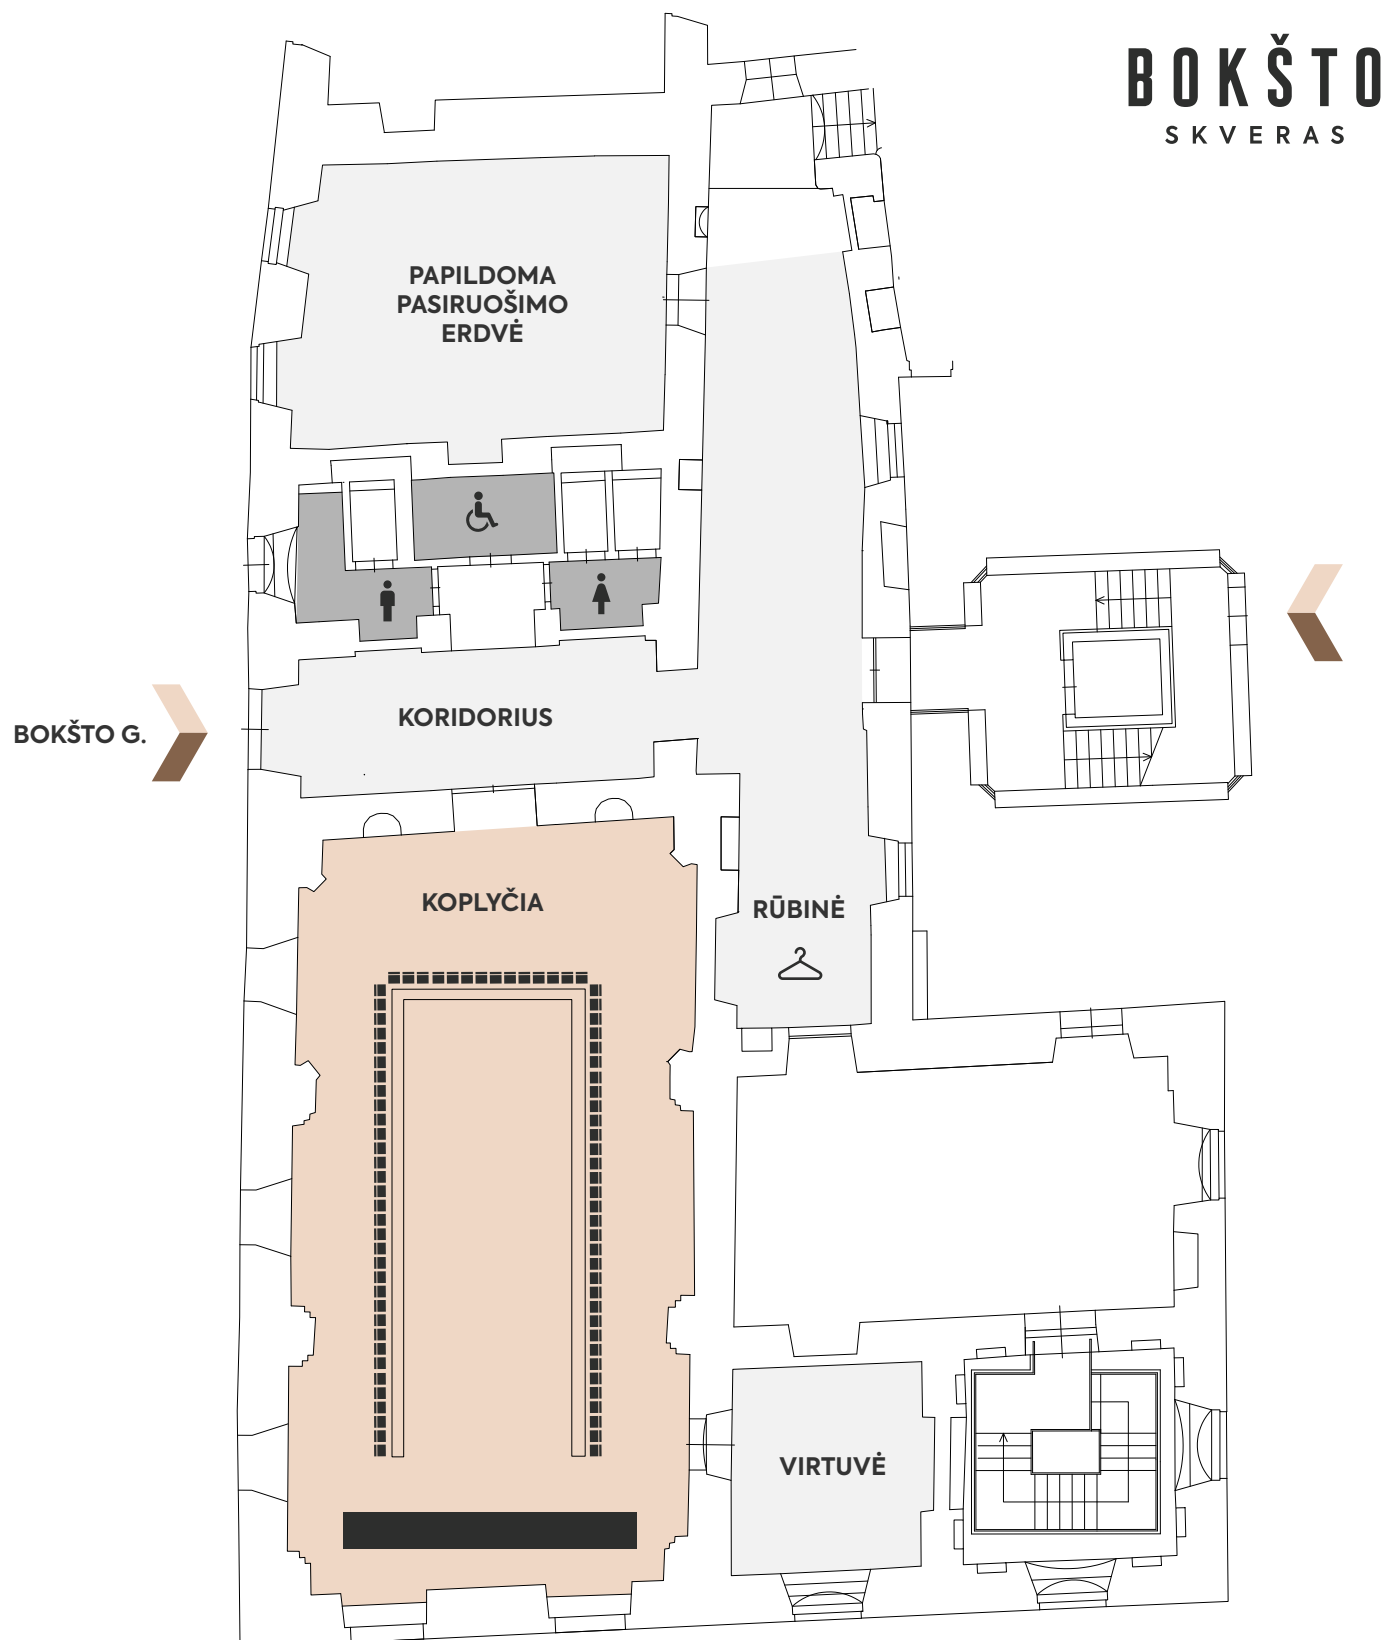 BOKŠTO
SKVERAS
PAPILDOMA
PASIRUOŠIMO
ERDVĖ
KORIDORIUS
BOKŠTO G.
KOPLYČIA
RŪBINĖ
VIRTUVĖ